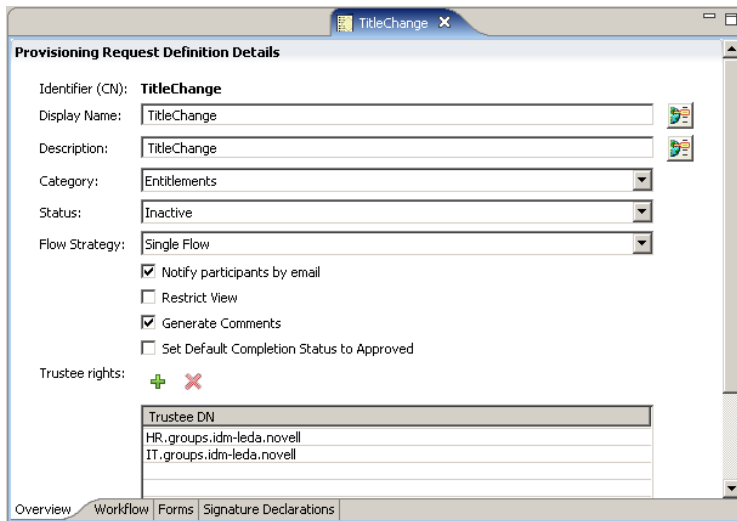 TitleChange
Provisioning Request Definition Details
Identifier (CN): TitleChange
Display Name: TitleChange
Description: TitleChange
Category: Entitlements
Status: Inactive
Flow Strategy: Single Flow
Notify participants by email
Restrict View
Generate Comments
Set Default Completion Status to Approved
Trustee rights:
Trustee DN
HR.groups.idm-leda.novell
IT.groups.idm-leda.novell
Overview Workflow Forms Signature Declarations